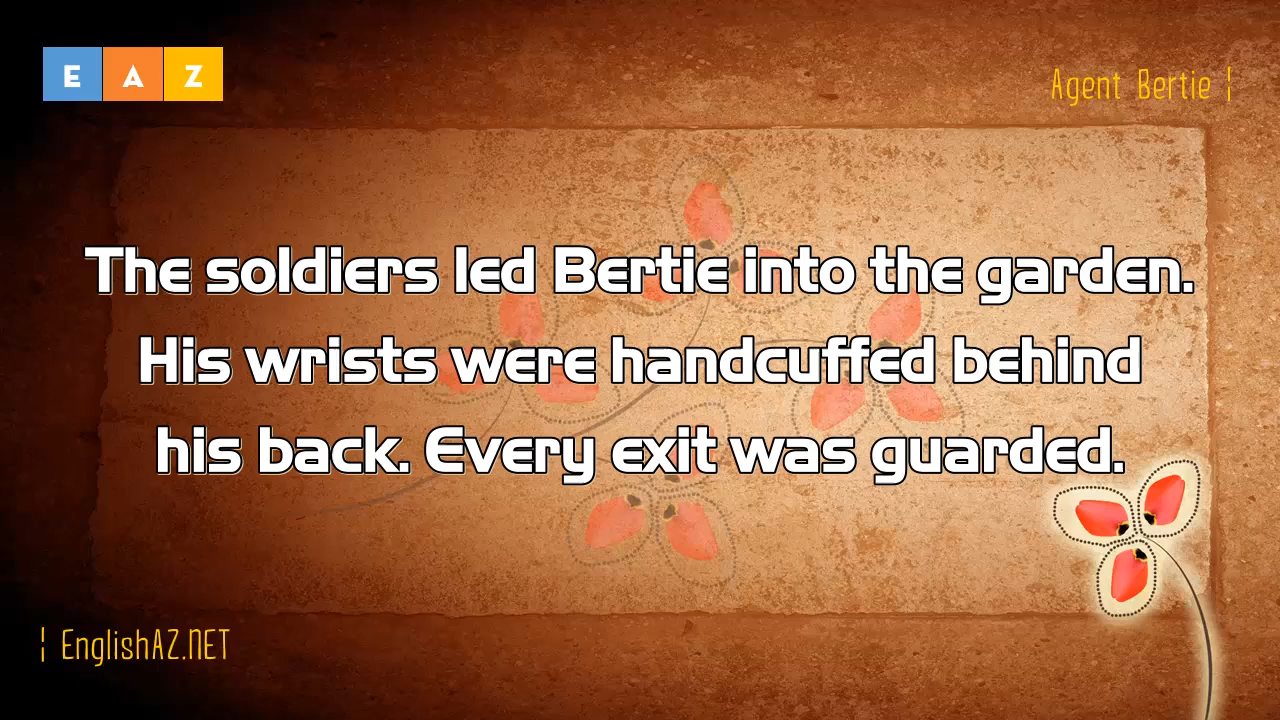 E A Z
Agent Bertie ¦
The soldiers led Bertie into the garden.
His wrists were handcuffed behind
his back. Every exit was guarded.
¦ EnglishAZ.NET